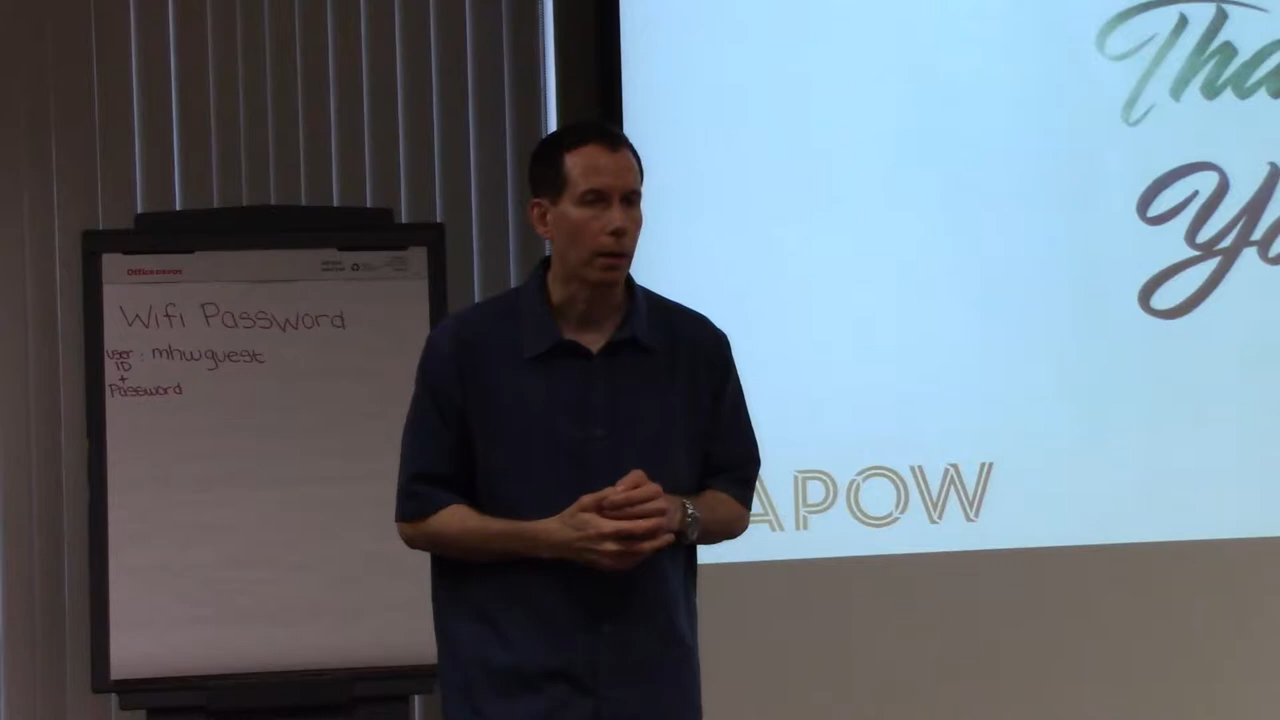 Office DEPOT
Wifi Password
user ID + Password : mhwguest
Tha
Yo
APOW